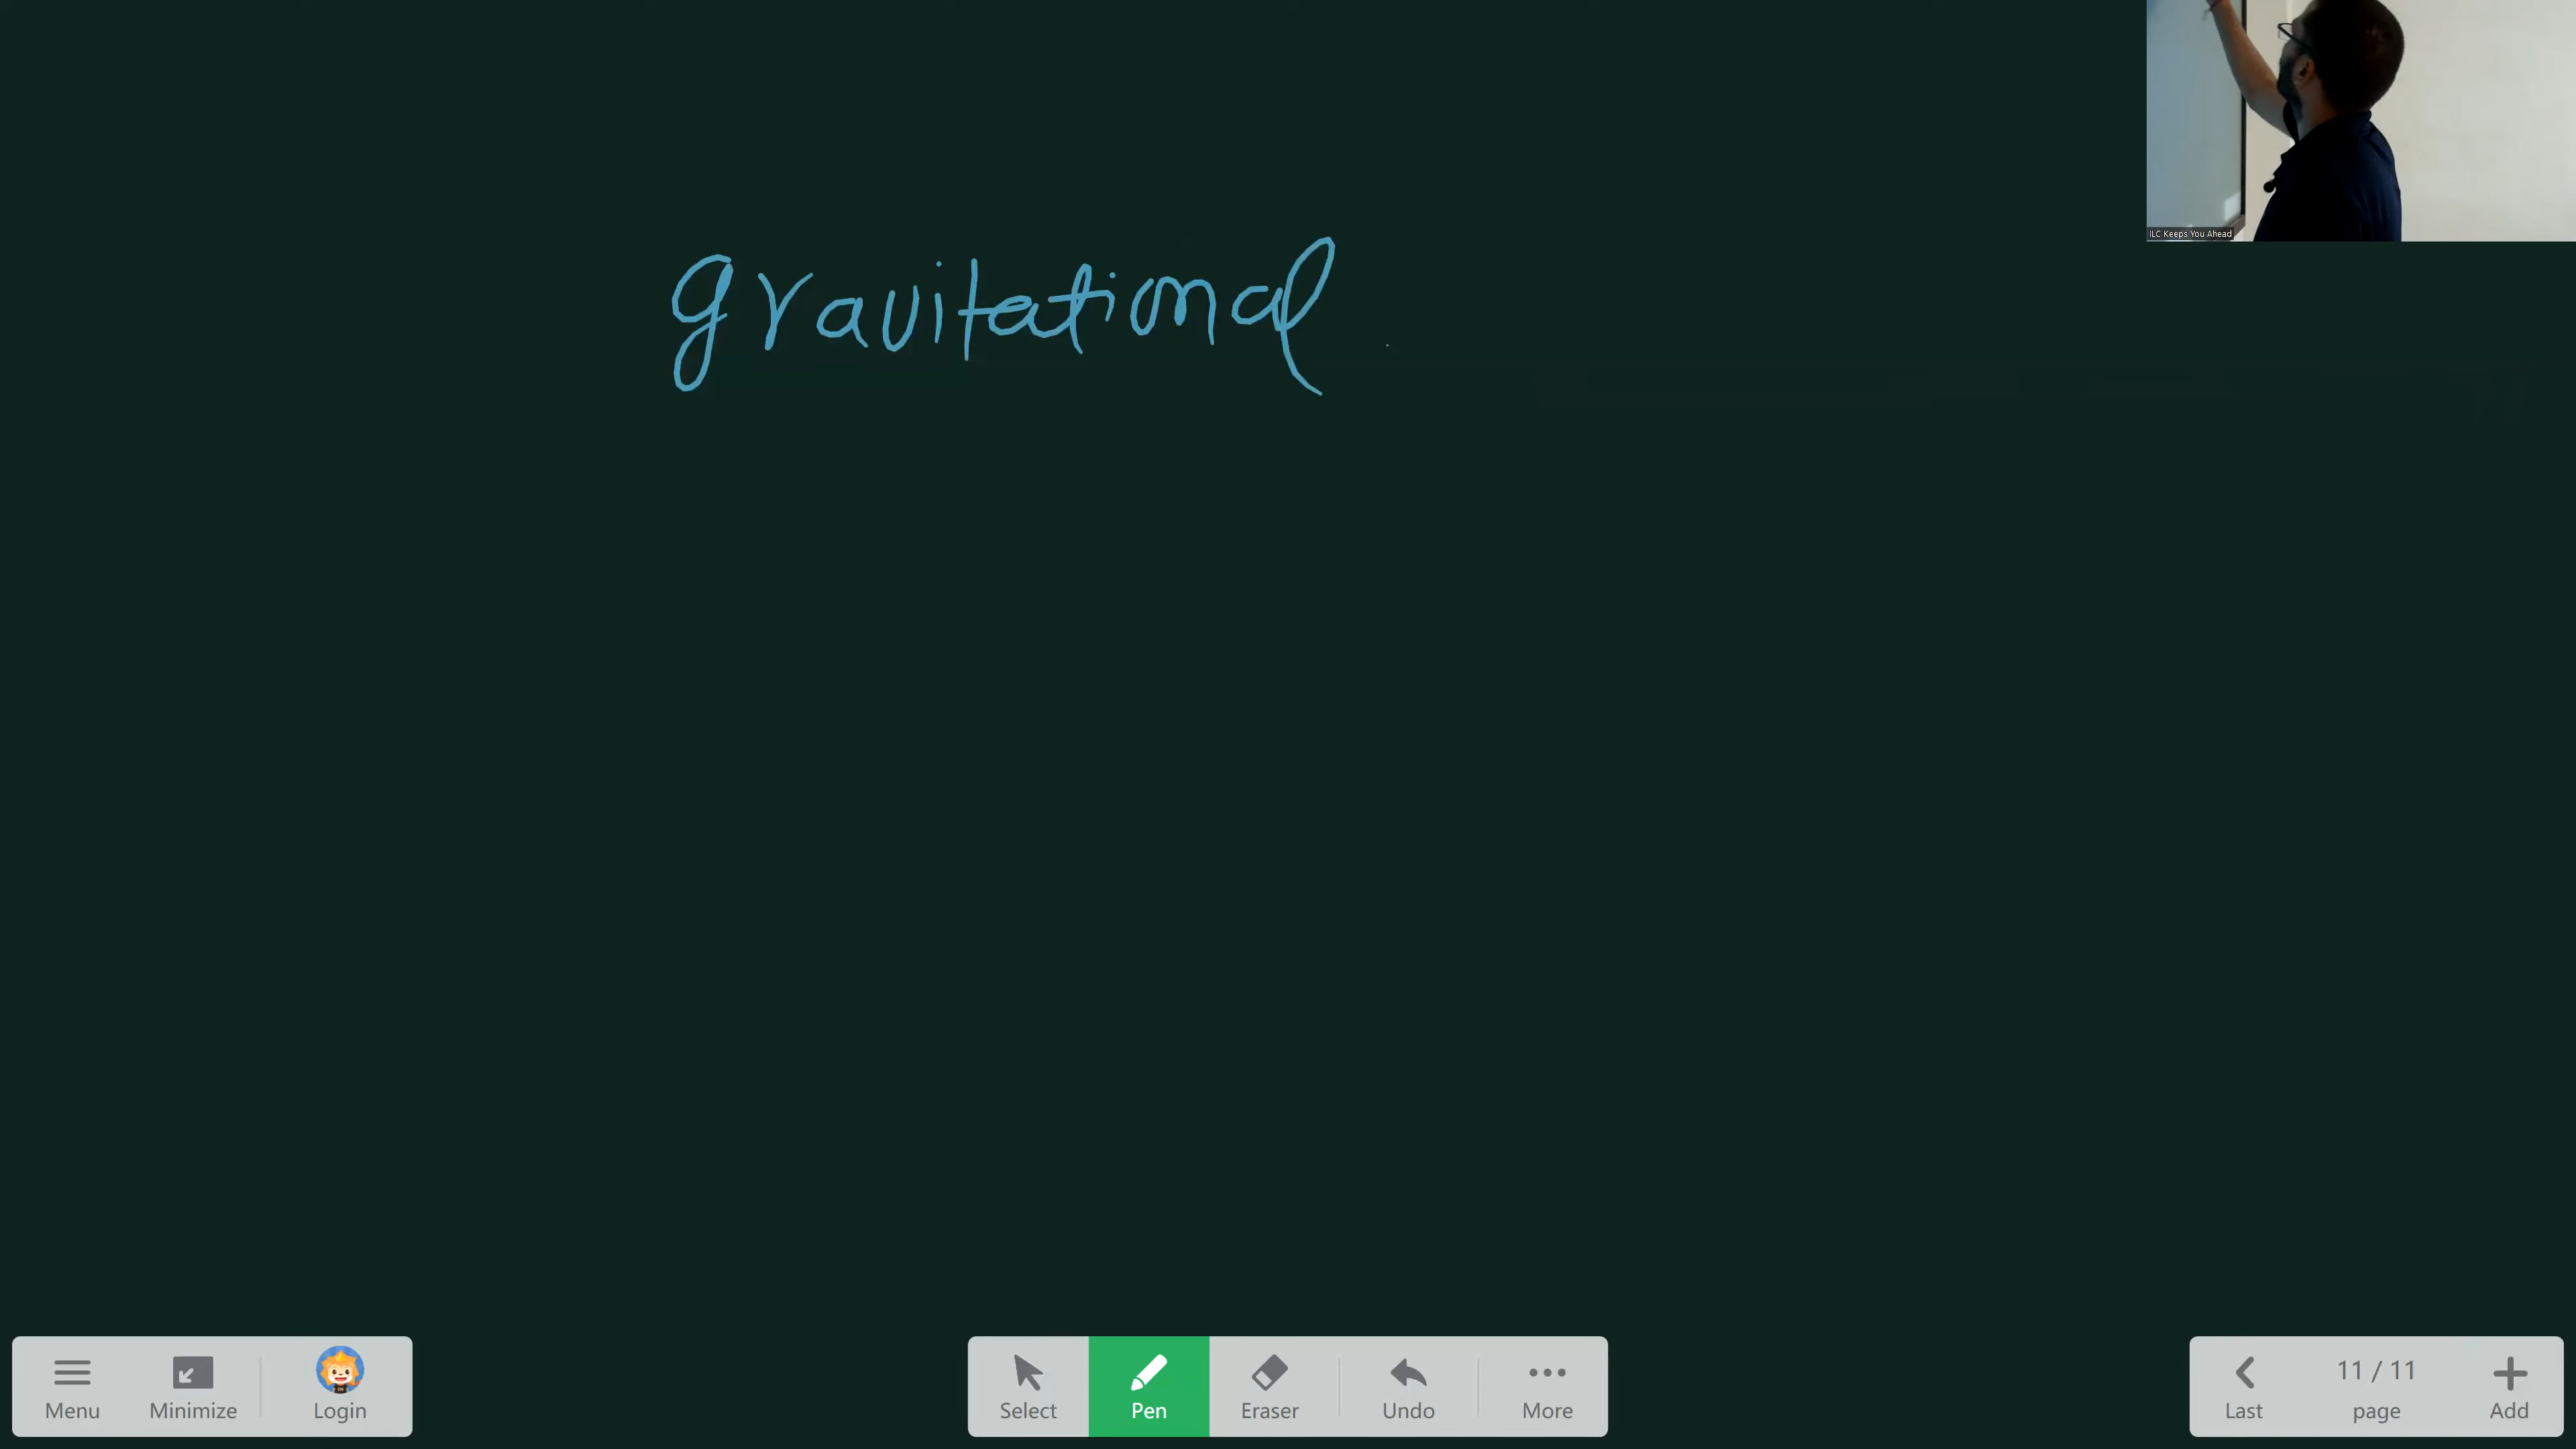 ILC Keeps You Ahead
gravitational
Menu Minimize Login Select Pen Eraser Undo More Last 11 / 11 page Add